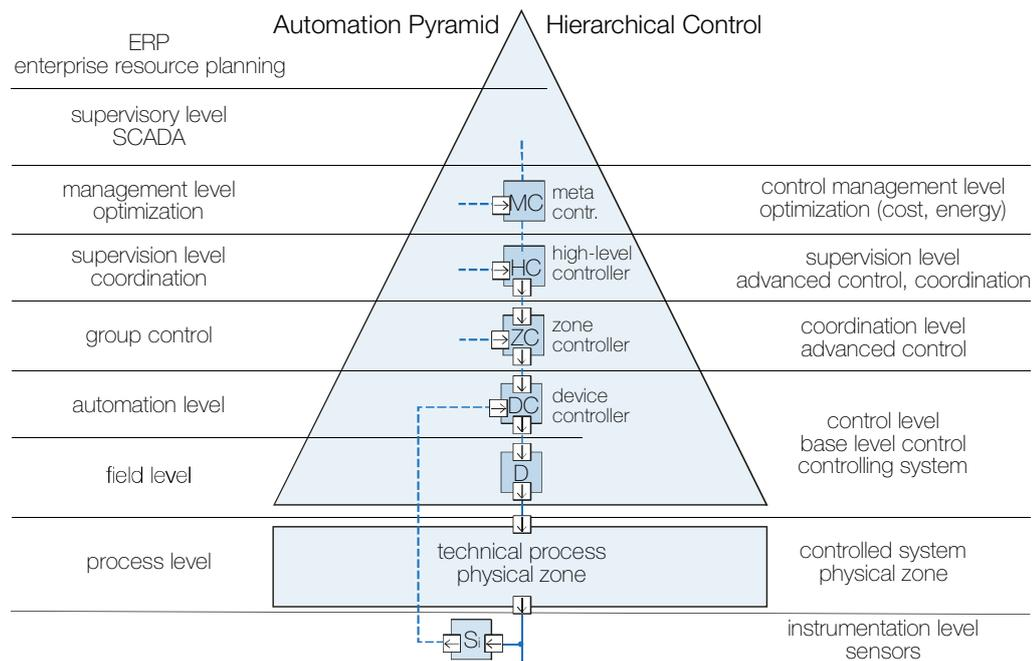 Automation Pyramid
Hierarchical Control
ERP
enterprise resource planning
supervisory level
SCADA
management level
optimization
MC
meta
contr.
control management level
optimization (cost, energy)
supervision level
coordination
HC
high-level
controller
supervision level
advanced control, coordination
group control
ZC
zone
controller
coordination level
advanced control
automation level
DC
device
controller
control level
base level control
controlling system
field level
D
process level
technical process
physical zone
controlled system
physical zone
Si
instrumentation level
sensors